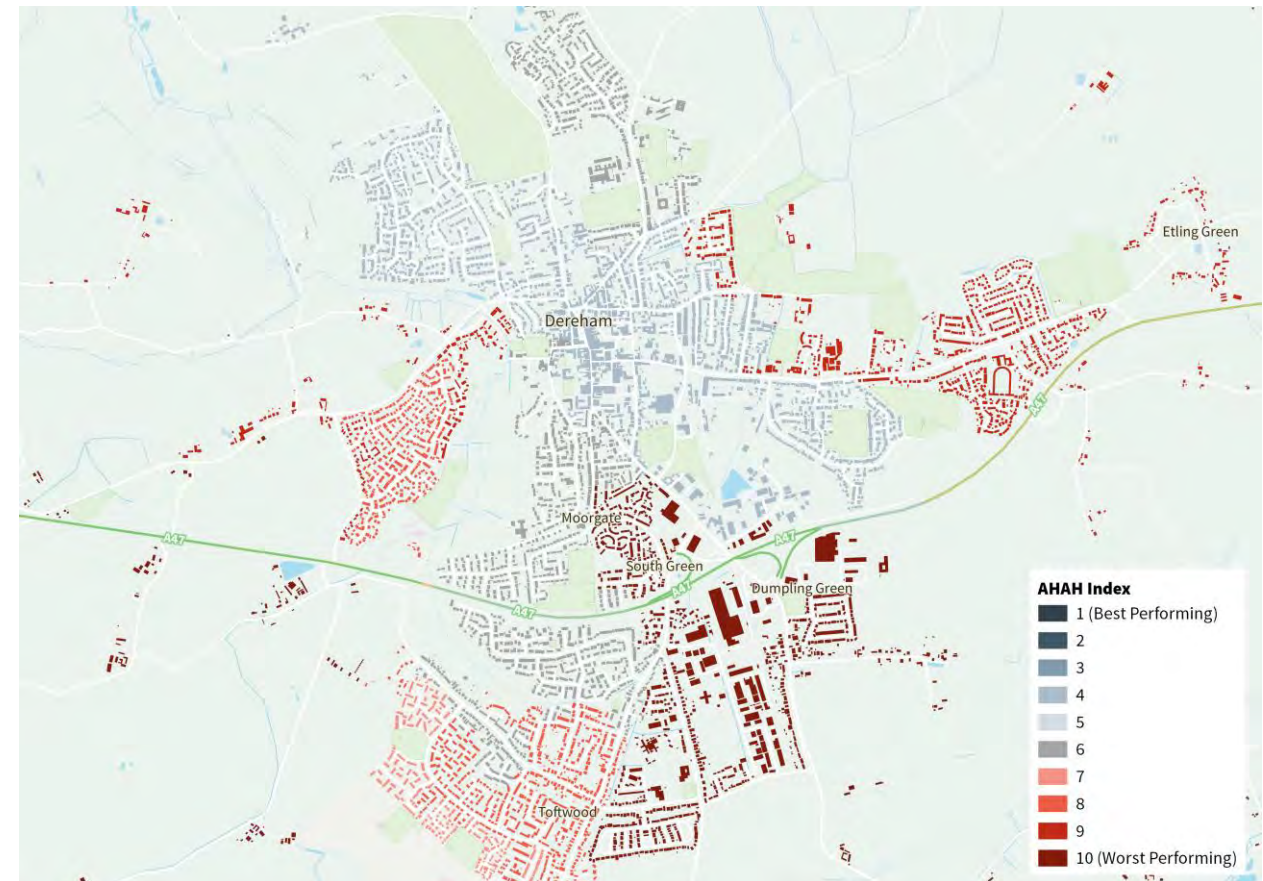 Etling Green
Dereham
A47
A47
Moorgate
A47
South Green
A47
Dumpling Green
A47
Toftwood
AHAH Index
1 (Best Performing)
2
3
4
5
6
7
8
9
10 (Worst Performing)